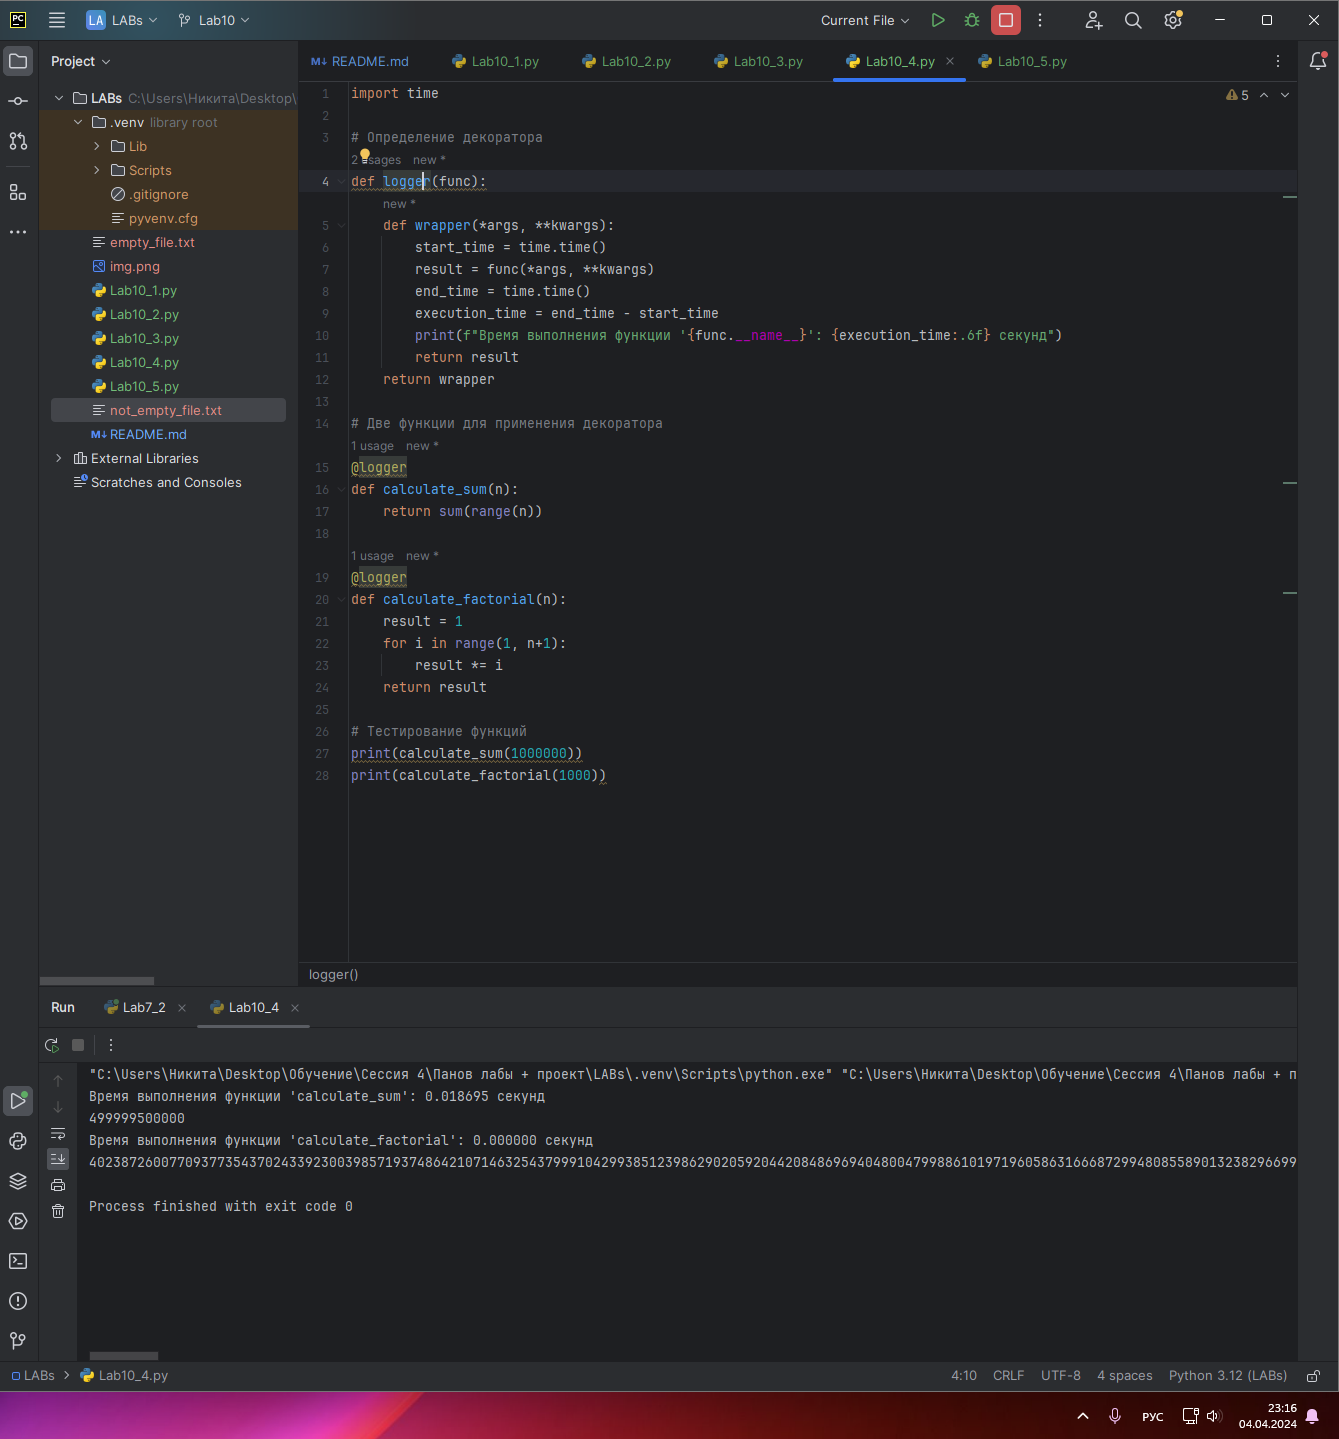 PC LA LABs Lab10 Current File
Project
README.md Lab10_1.py Lab10_2.py Lab10_3.py Lab10_4.py Lab10_5.py
LABs C:\Users\Никита\Desktop\
.venv library root
Lib
Scripts
.gitignore
pyvenv.cfg
empty_file.txt
img.png
Lab10_1.py
Lab10_2.py
Lab10_3.py
Lab10_4.py
Lab10_5.py
not_empty_file.txt
README.md
External Libraries
Scratches and Consoles
5
1 import time
2
3 # Определение декоратора
new *
4 def logger(func):
new *
5 def wrapper(*args, **kwargs):
6 start_time = time.time()
7 result = func(*args, **kwargs)
8 end_time = time.time()
9 execution_time = end_time - start_time
10 print(f"Время выполнения функции '{func.__name__}': {execution_time:.6f} секунд")
11 return result
12 return wrapper
13
14 # Две функции для применения декоратора
1 usage new *
15 @logger
16 def calculate_sum(n):
17 return sum(range(n))
18
1 usage new *
19 @logger
20 def calculate_factorial(n):
21 result = 1
22 for i in range(1, n+1):
23 result *= i
24 return result
25
26 # Тестирование функций
27 print(calculate_sum(1000000))
28 print(calculate_factorial(1000))
logger()
Run Lab7_2 Lab10_4
"C:\Users\Никита\Desktop\Обучение\Сессия 4\Панов лабы + проект\LABs\.venv\Scripts\python.exe" "C:\Users\Никита\Desktop\Обучение\Сессия 4\Панов лабы + п
Время выполнения функции 'calculate_sum': 0.018695 секунд
499999500000
Время выполнения функции 'calculate_factorial': 0.000000 секунд
4023872600770937735437024339230039857193748642107146325437999104299385123986290205920442084869694048004799886101971960586316668729948085589013238296699
Process finished with exit code 0
LABs Lab10_4.py 4:10 CRLF UTF-8 4 spaces Python 3.12 (LABs)
РУС 23:16
04.04.2024